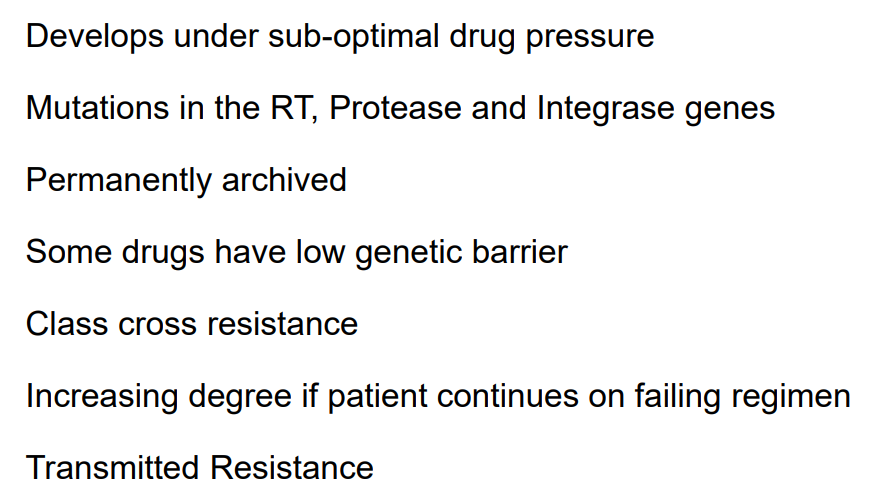 Develops under sub-optimal drug pressure
Mutations in the RT, Protease and Integrase genes
Permanently archived
Some drugs have low genetic barrier
Class cross resistance
Increasing degree if patient continues on failing regimen
Transmitted Resistance